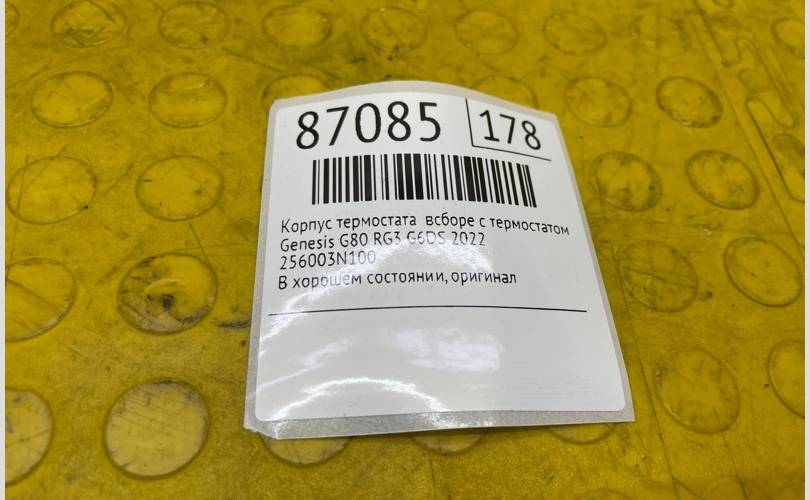 87085 178
Корпус термостата всборе с термостатом
Genesis G80 RG3 G6DS 2022
256003N100
В хорошем состоянии, оригинал